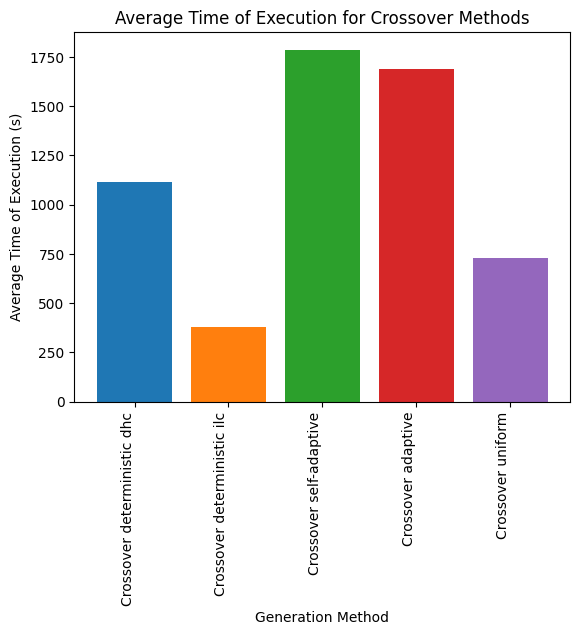 Average Time of Execution for Crossover Methods
Average Time of Execution (s)
1750
1500
1250
1000
750
500
250
0
Crossover deterministic dhc
Crossover deterministic ilc
Crossover self-adaptive
Crossover adaptive
Crossover uniform
Generation Method